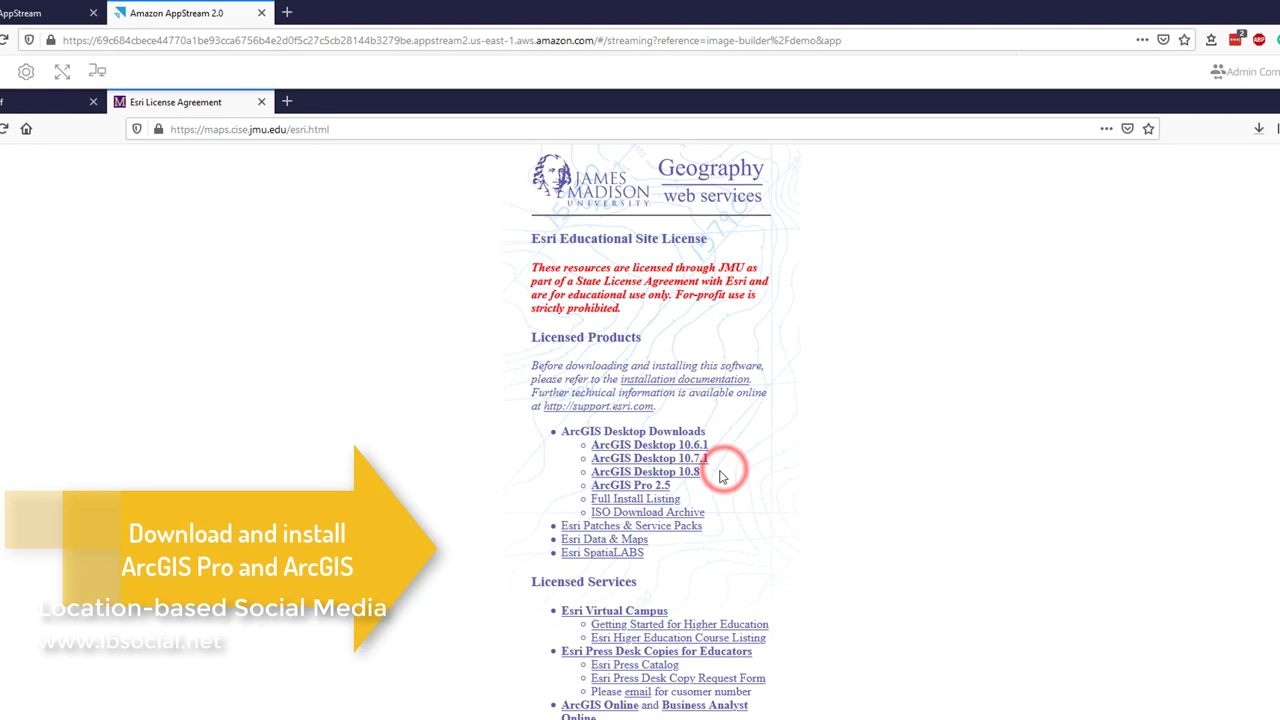 AppStream
Amazon AppStream 2.0
https://69c684cbece44770a1be93cca6756b4e2d0f5c27c5cb28144b3279be.appstream2.us-east-1.aws.amazon.com/#/streaming?reference=image-builder%2Fdemo&app
2
ABP
Admin Com
f
Esri License Agreement
https://maps.cise.jmu.edu/esri.html
JAMES
MADISON
UNIVERSITY
Geography
web services
Esri Educational Site License
These resources are licensed through JMU as
part of a State License Agreement with Esri and
are for educational use only. For-profit use is
strictly prohibited.
Licensed Products
Before downloading and installing this software,
please refer to the installation documentation.
Further technical information is available online
at http://support.esri.com.
ArcGIS Desktop Downloads
ArcGIS Desktop 10.6.1
ArcGIS Desktop 10.7.1
ArcGIS Desktop 10.8
ArcGIS Pro 2.5
Full Install Listing
ISO Download Archive
Esri Patches & Service Packs
Esri Data & Maps
Esri SpatiaLABS
Licensed Services
Esri Virtual Campus
Getting Started for Higher Education
Esri Higer Education Course Listing
Esri Press Desk Copies for Educators
Esri Press Catalog
Esri Press Desk Copy Request Form
Please email for cusomer number
ArcGIS Online and Business Analyst
Online
Download and install
ArcGIS Pro and ArcGIS
Location-based Social Media
www.lbsocial.net